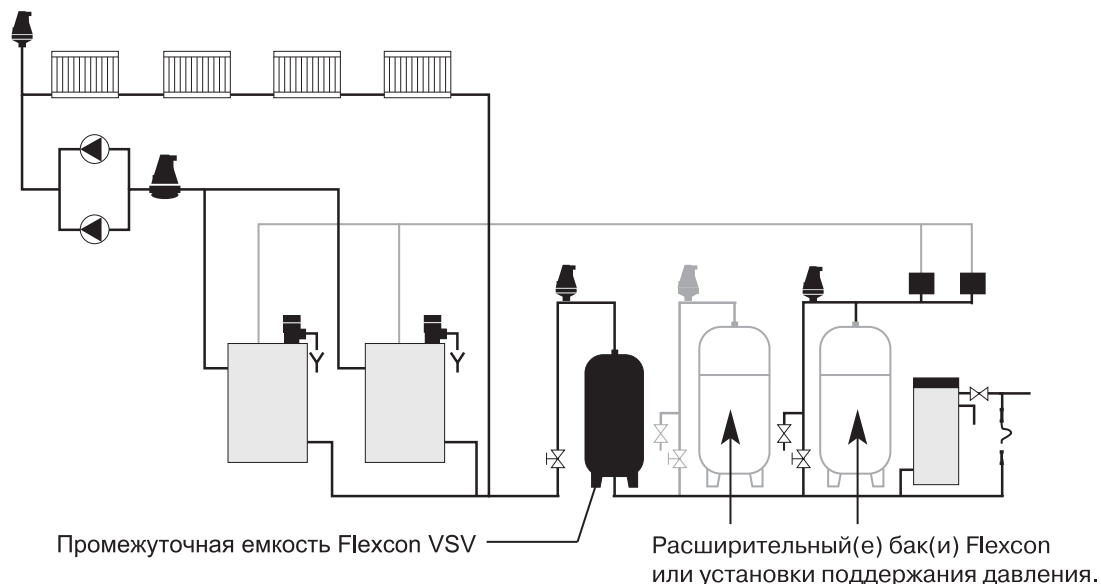 Промежуточная емкость Flexcon VSV
Расширительный(е) бак(и) Flexcon
или установки поддержания давления.